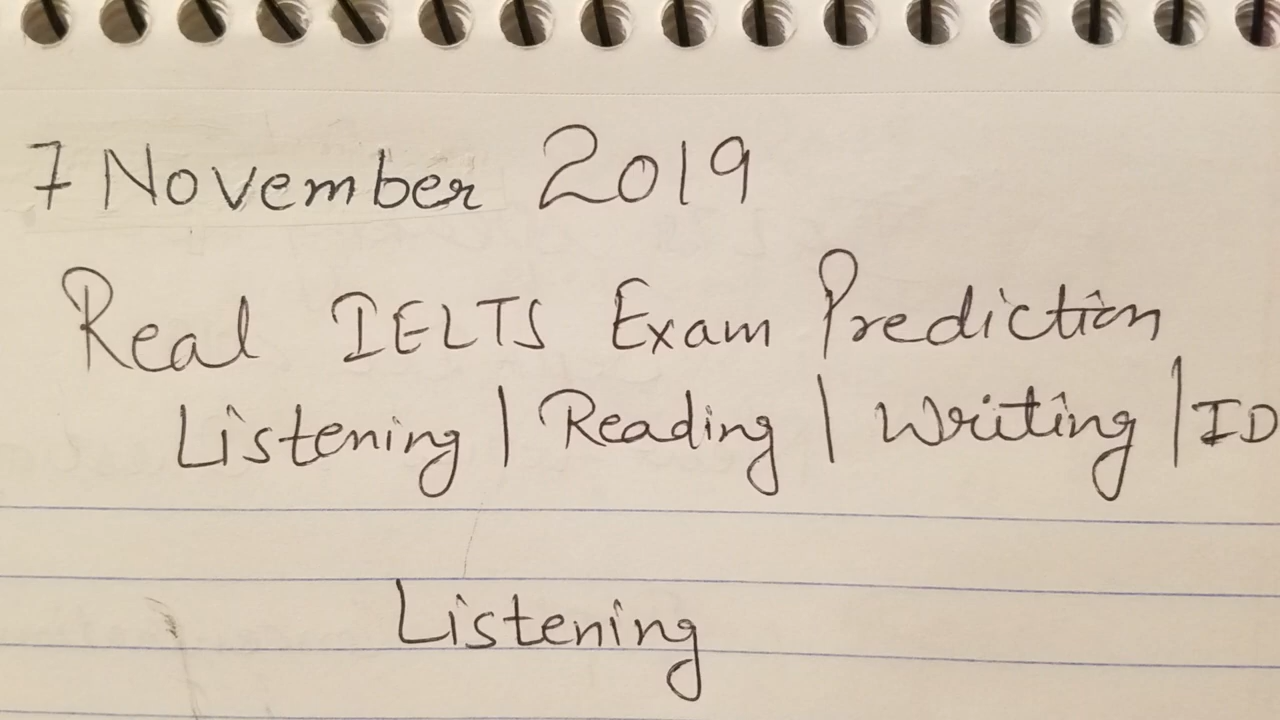 7 November 2019
Real IELTS Exam Prediction
Listening | Reading | Writing | ID
Listening